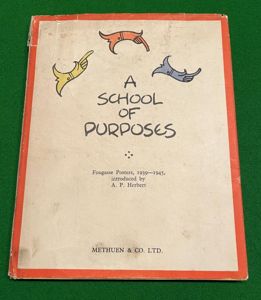 A
SCHOOL
OF
PURPOSES
Fougasse Posters, 1939—1945,
introduced by
A. P. Herbert
METHUEN & CO. LTD.